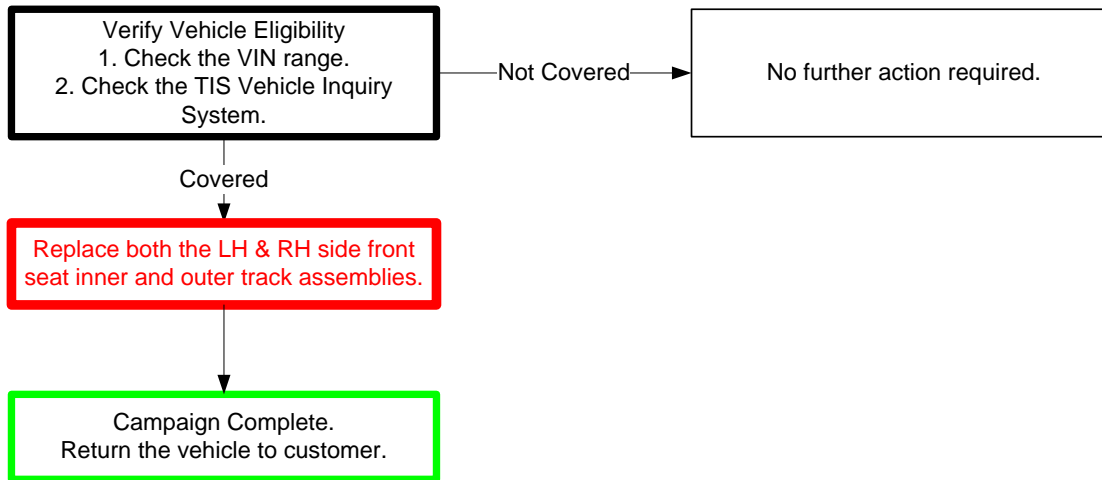 Verify Vehicle Eligibility
1. Check the VIN range.
2. Check the TIS Vehicle Inquiry
System.
Not Covered
No further action required.
Covered
Replace both the LH & RH side front
seat inner and outer track assemblies.
Campaign Complete.
Return the vehicle to customer.